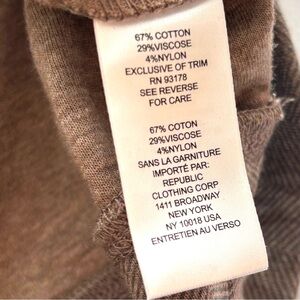 67% COTTON
29%VISCOSE
4%NYLON
EXCLUSIVE OF TRIM
RN 93178
SEE REVERSE
FOR CARE
67% COTTON
29%VISCOSE
4%NYLON
SANS LA GARNITURE
IMPORTÉ PAR:
REPUBLIC
CLOTHING CORP
1411 BROADWAY
NEW YORK
NY 10018 USA
ENTRETIEN AU VERSO